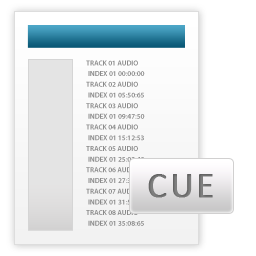 TRACK 01 AUDIO
INDEX 01 00:00:00
TRACK 02 AUDIO
INDEX 01 05:50:65
TRACK 03 AUDIO
INDEX 01 09:47:50
TRACK 04 AUDIO
INDEX 01 15:12:53
TRACK 05 AUDIO
INDEX 01
TRACK 06
INDEX 01
TRACK 07
INDEX 01
TRACK 08 AUDIO
INDEX 01 35:08:65
CUE